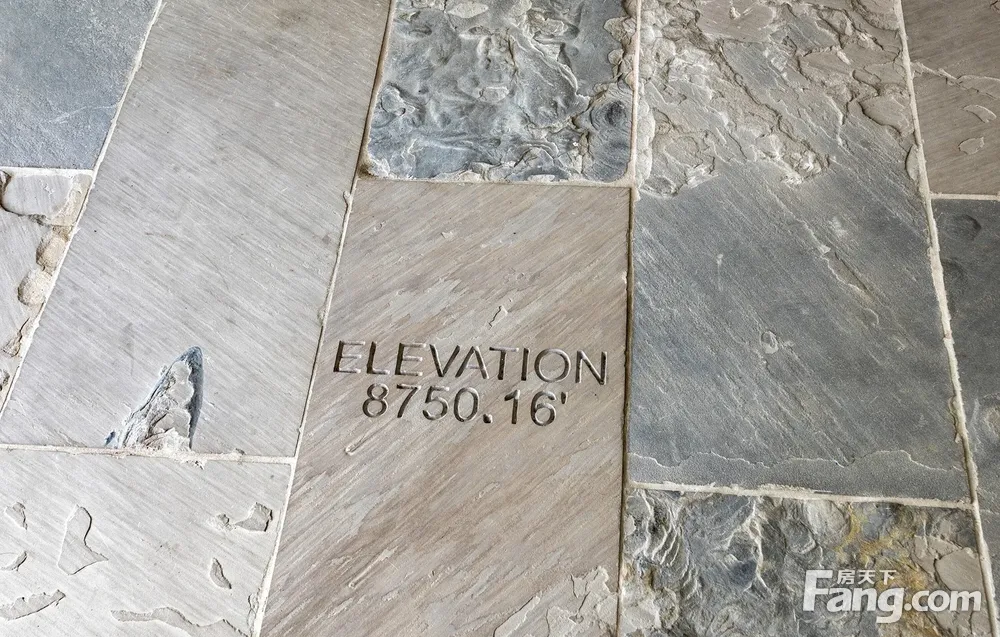 ELEVATION
8750.16'
房天下
Fang.com